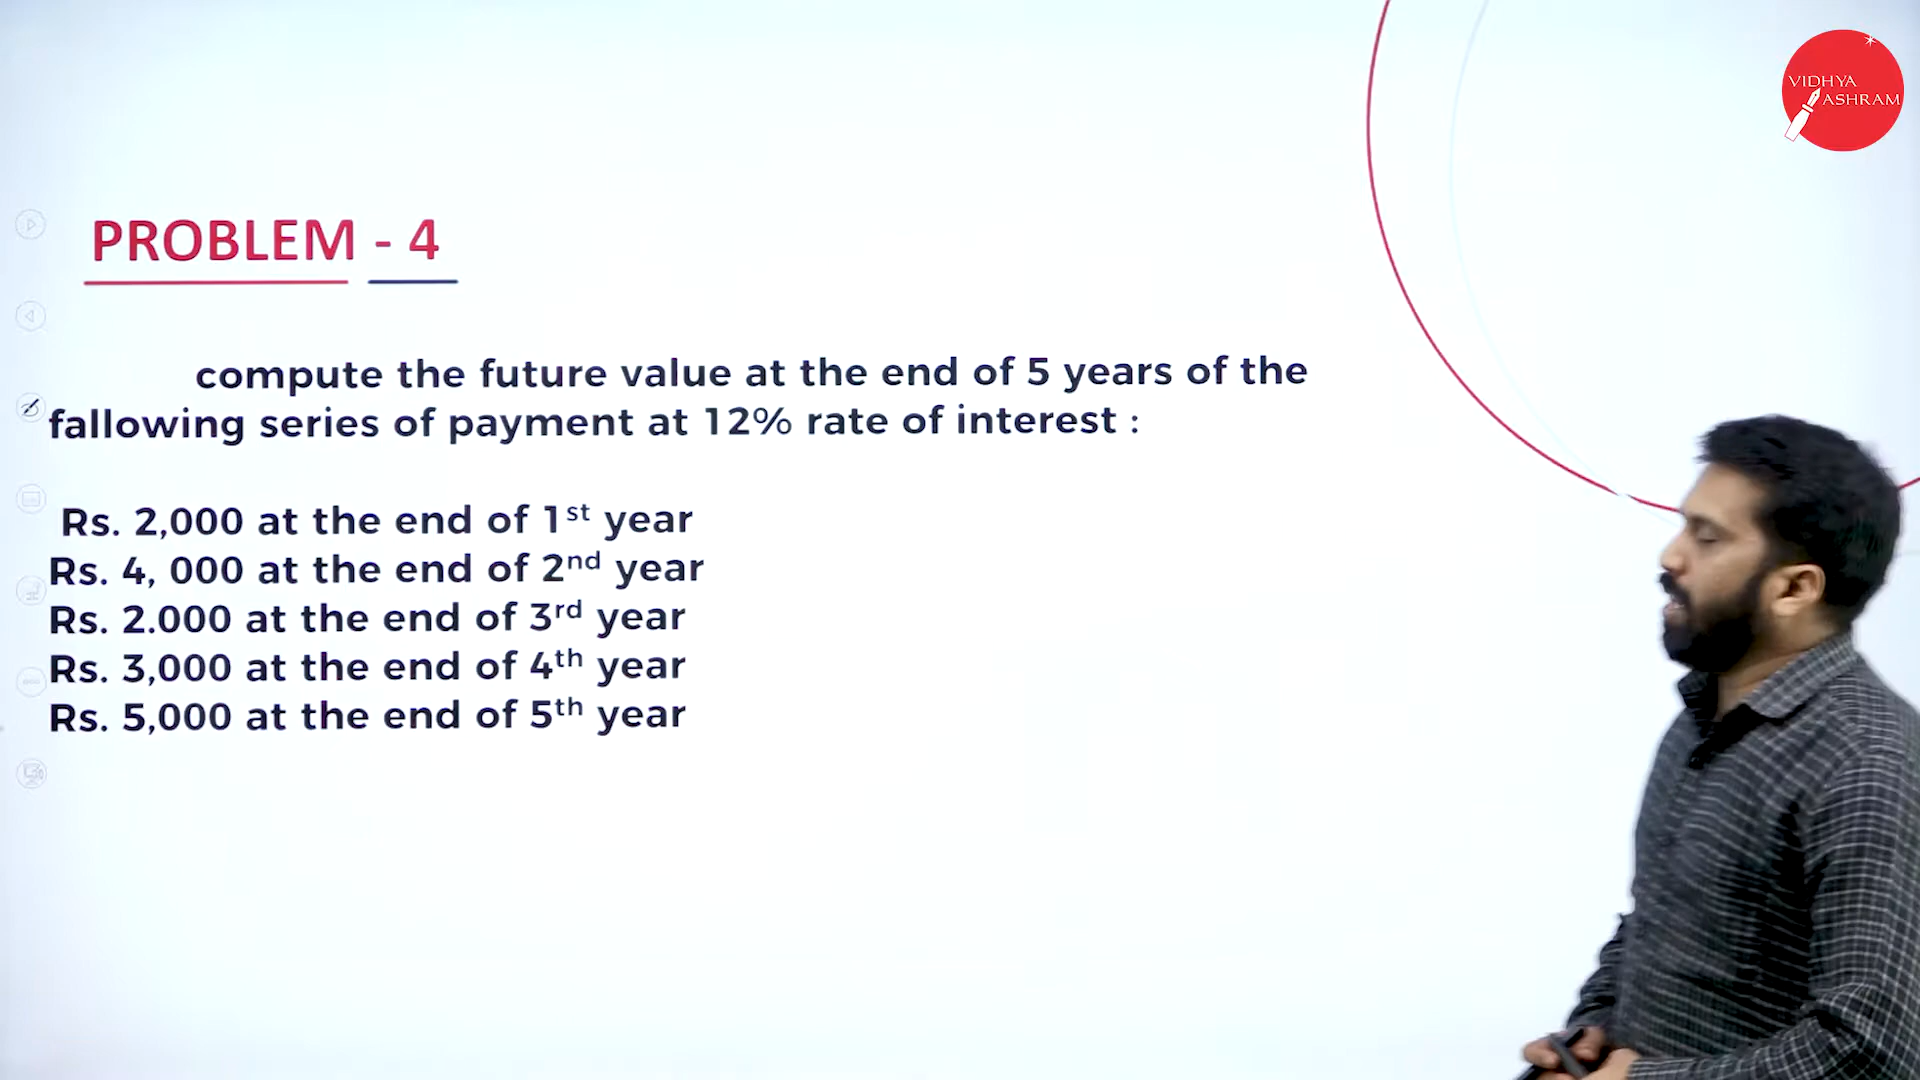 VIDHYA
ASHRAM
PROBLEM - 4
compute the future value at the end of 5 years of the
fallowing series of payment at 12% rate of interest :
Rs. 2,000 at the end of 1st year
Rs. 4, 000 at the end of 2nd year
Rs. 2.000 at the end of 3rd year
Rs. 3,000 at the end of 4th year
Rs. 5,000 at the end of 5th year